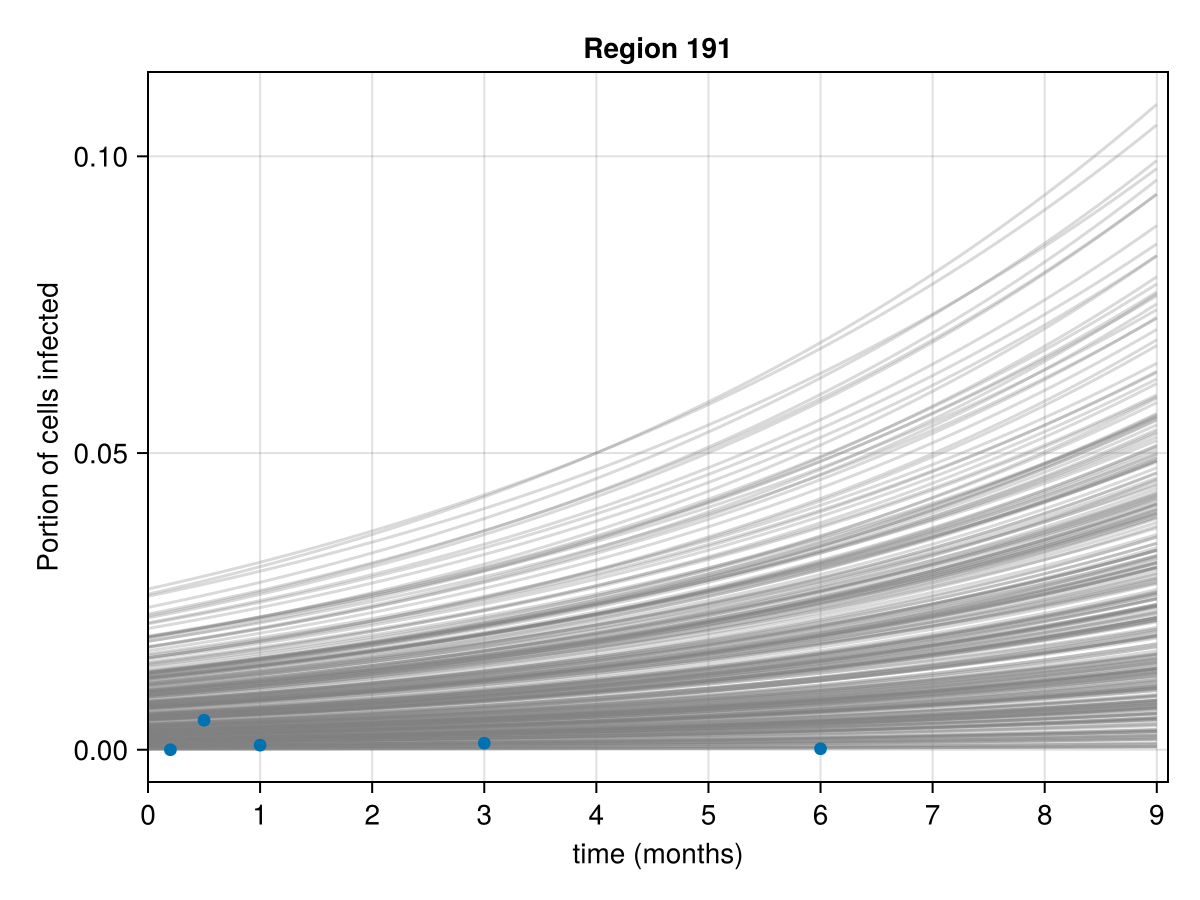 Region 191
Portion of cells infected
0.10
0.05
0.00
0 1 2 3 4 5 6 7 8 9
time (months)